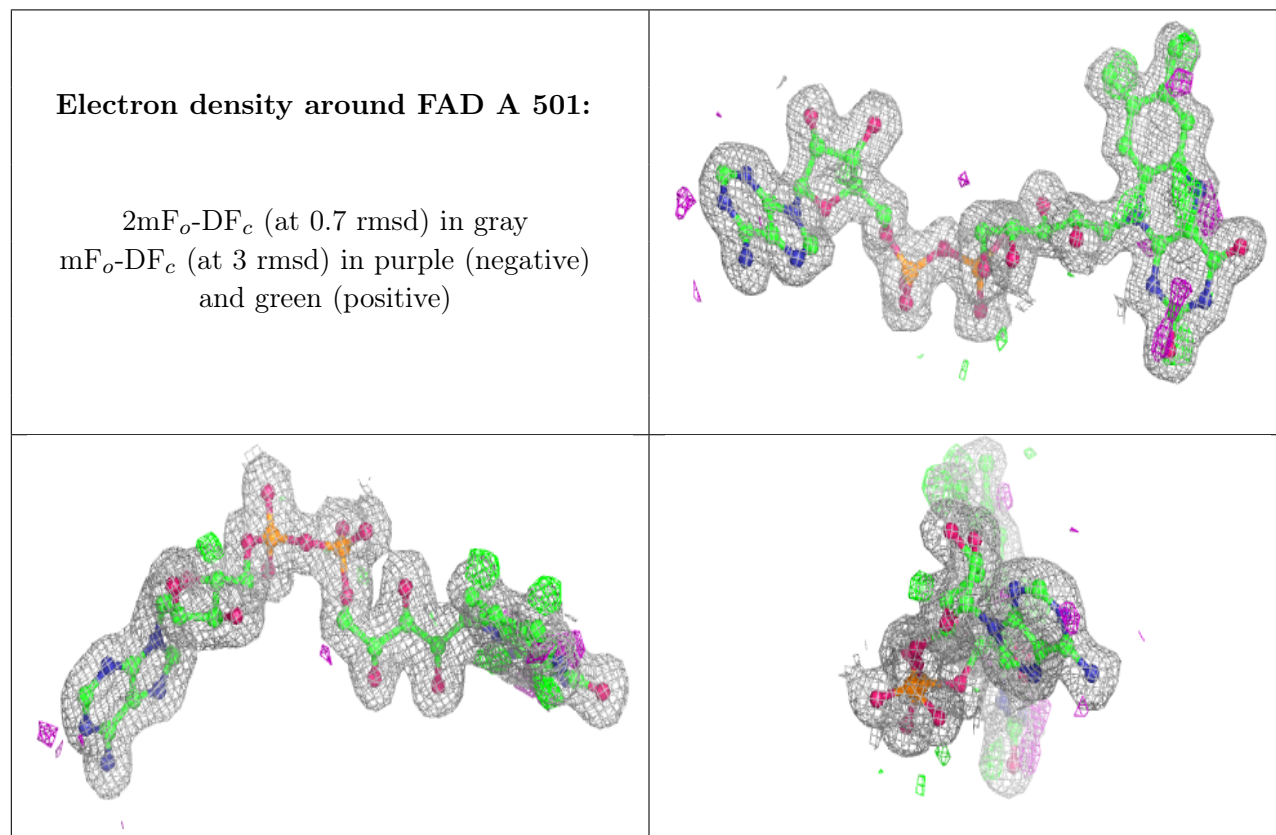 Electron density around FAD A 501:
2mFₒ-DF𝒸 (at 0.7 rmsd) in gray
mFₒ-DF𝒸 (at 3 rmsd) in purple (negative)
and green (positive)